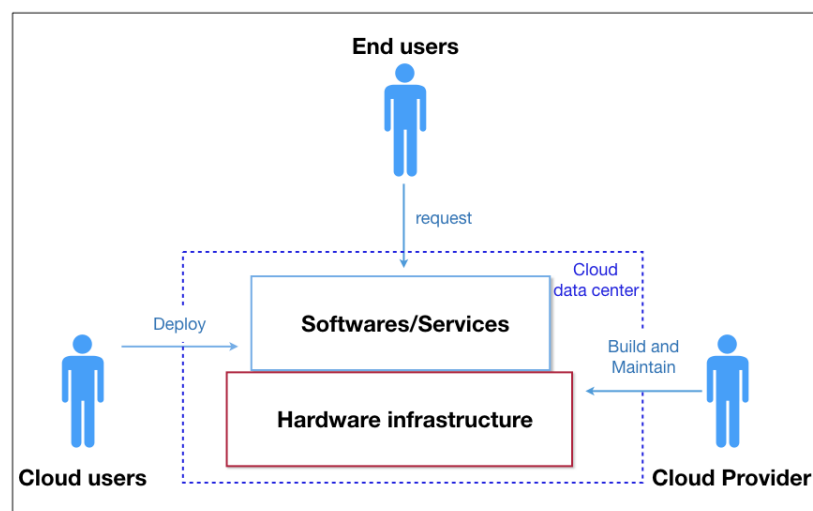 End users
request
Cloud
data center
Softwares/Services
Deploy
Build and
Maintain
Hardware infrastructure
Cloud users
Cloud Provider